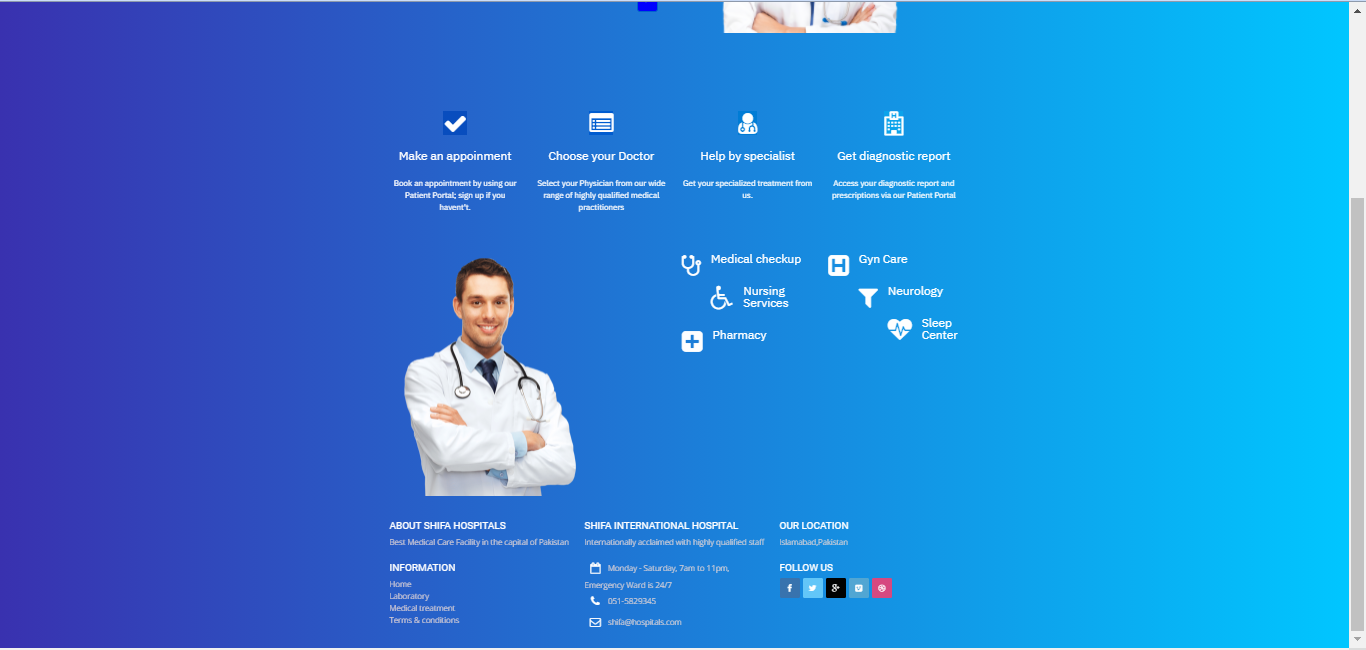 Make an appoinment
Choose your Doctor
Help by specialist
Get diagnostic report
Book an appointment by using our
Patient Portal; sign up if you
havent't.
Select your Physician from our wide
range of highly qualified medical
practitioners
Get your specialized treatment from
us.
Access your diagnostic report and
prescriptions via our Patient Portal
Medical checkup
Gyn Care
Nursing
Services
Neurology
Pharmacy
Sleep
Center
ABOUT SHIFA HOSPITALS
Best Medical Care Facility in the capital of Pakistan
INFORMATION
Home
Laboratory
Medical treatment
Terms & conditions
SHIFA INTERNATIONAL HOSPITAL
Internationally acclaimed with highly qualified staff
Monday - Saturday, 7am to 11pm,
Emergency Ward is 24/7
051-5829345
shifa@hospitals.com
OUR LOCATION
Islamabad,Pakistan
FOLLOW US